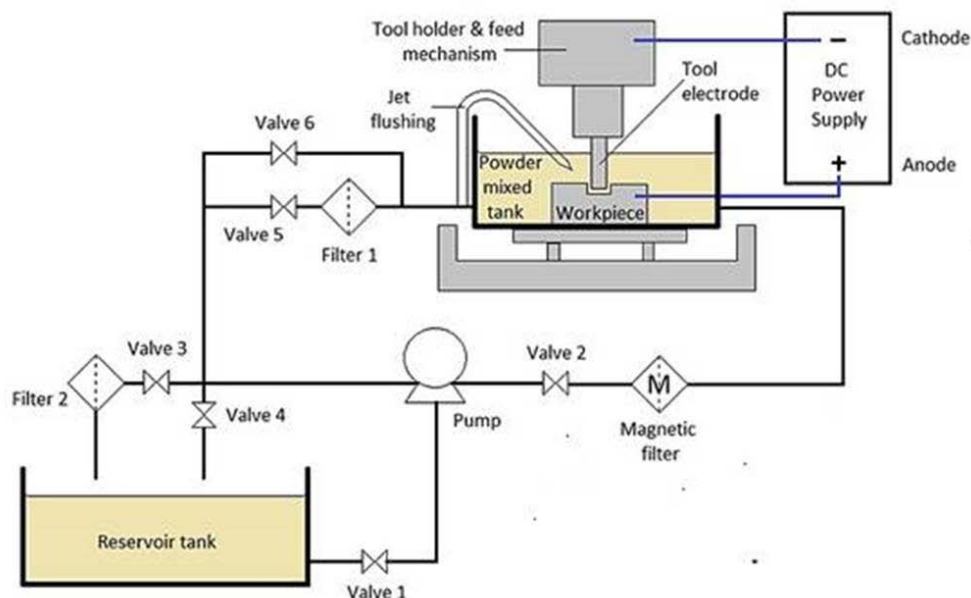 Tool holder & feed
mechanism
−
Cathode
DC
Power
Supply
Tool
electrode
Jet
flushing
Valve 6
+
Anode
Powder
mixed
tank
Workpiece
Valve 5
Filter 1
Valve 3
Valve 2
Filter 2
Valve 4
M
Pump
Magnetic
filter
Reservoir tank
Valve 1